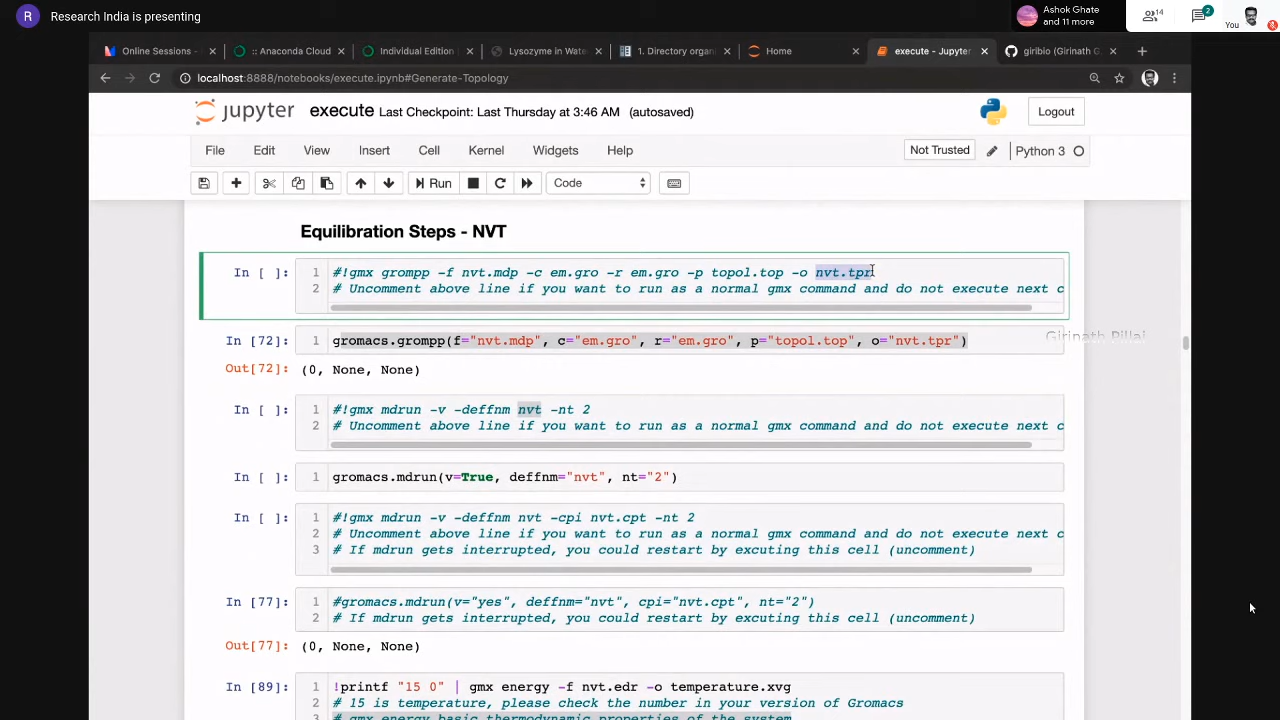 R Research India is presenting
Ashok Ghate
and 11 more
14
2
You
Online Sessions -
:: Anaconda Cloud
Individual Edition
Lysozyme in Wate
1. Directory organ
Home
execute - Jupyter
giribio (Girinath G
localhost:8888/notebooks/execute.ipynb#Generate-Topology
jupyter execute Last Checkpoint: Last Thursday at 3:46 AM (autosaved)
Logout
File Edit View Insert Cell Kernel Widgets Help
Not Trusted
Python 3
Run
Code
Equilibration Steps - NVT
In [ ]: 1 #!gmx grompp -f nvt.mdp -c em.gro -r em.gro -p topol.top -o nvt.tpr
2 # Uncomment above line if you want to run as a normal gmx command and do not execute next c
Girinath Pillai
In [72]: 1 gromacs.grompp(f="nvt.mdp", c="em.gro", r="em.gro", p="topol.top", o="nvt.tpr")
Out[72]: (0, None, None)
In [ ]: 1 #!gmx mdrun -v -deffnm nvt -nt 2
2 # Uncomment above line if you want to run as a normal gmx command and do not execute next c
In [ ]: 1 gromacs.mdrun(v=True, deffnm="nvt", nt="2")
In [ ]: 1 #!gmx mdrun -v -deffnm nvt -cpi nvt.cpt -nt 2
2 # Uncomment above line if you want to run as a normal gmx command and do not execute next c
3 # If mdrun gets interrupted, you could restart by excuting this cell (uncomment)
In [77]: 1 #gromacs.mdrun(v="yes", deffnm="nvt", cpi="nvt.cpt", nt="2")
2 # If mdrun gets interrupted, you could restart by excuting this cell (uncomment)
Out[77]: (0, None, None)
In [89]: 1 !printf "15 0" | gmx energy -f nvt.edr -o temperature.xvg
2 # 15 is temperature, please check the number in your version of Gromacs
3 # gmx energy basic thermodynamic properties of the system